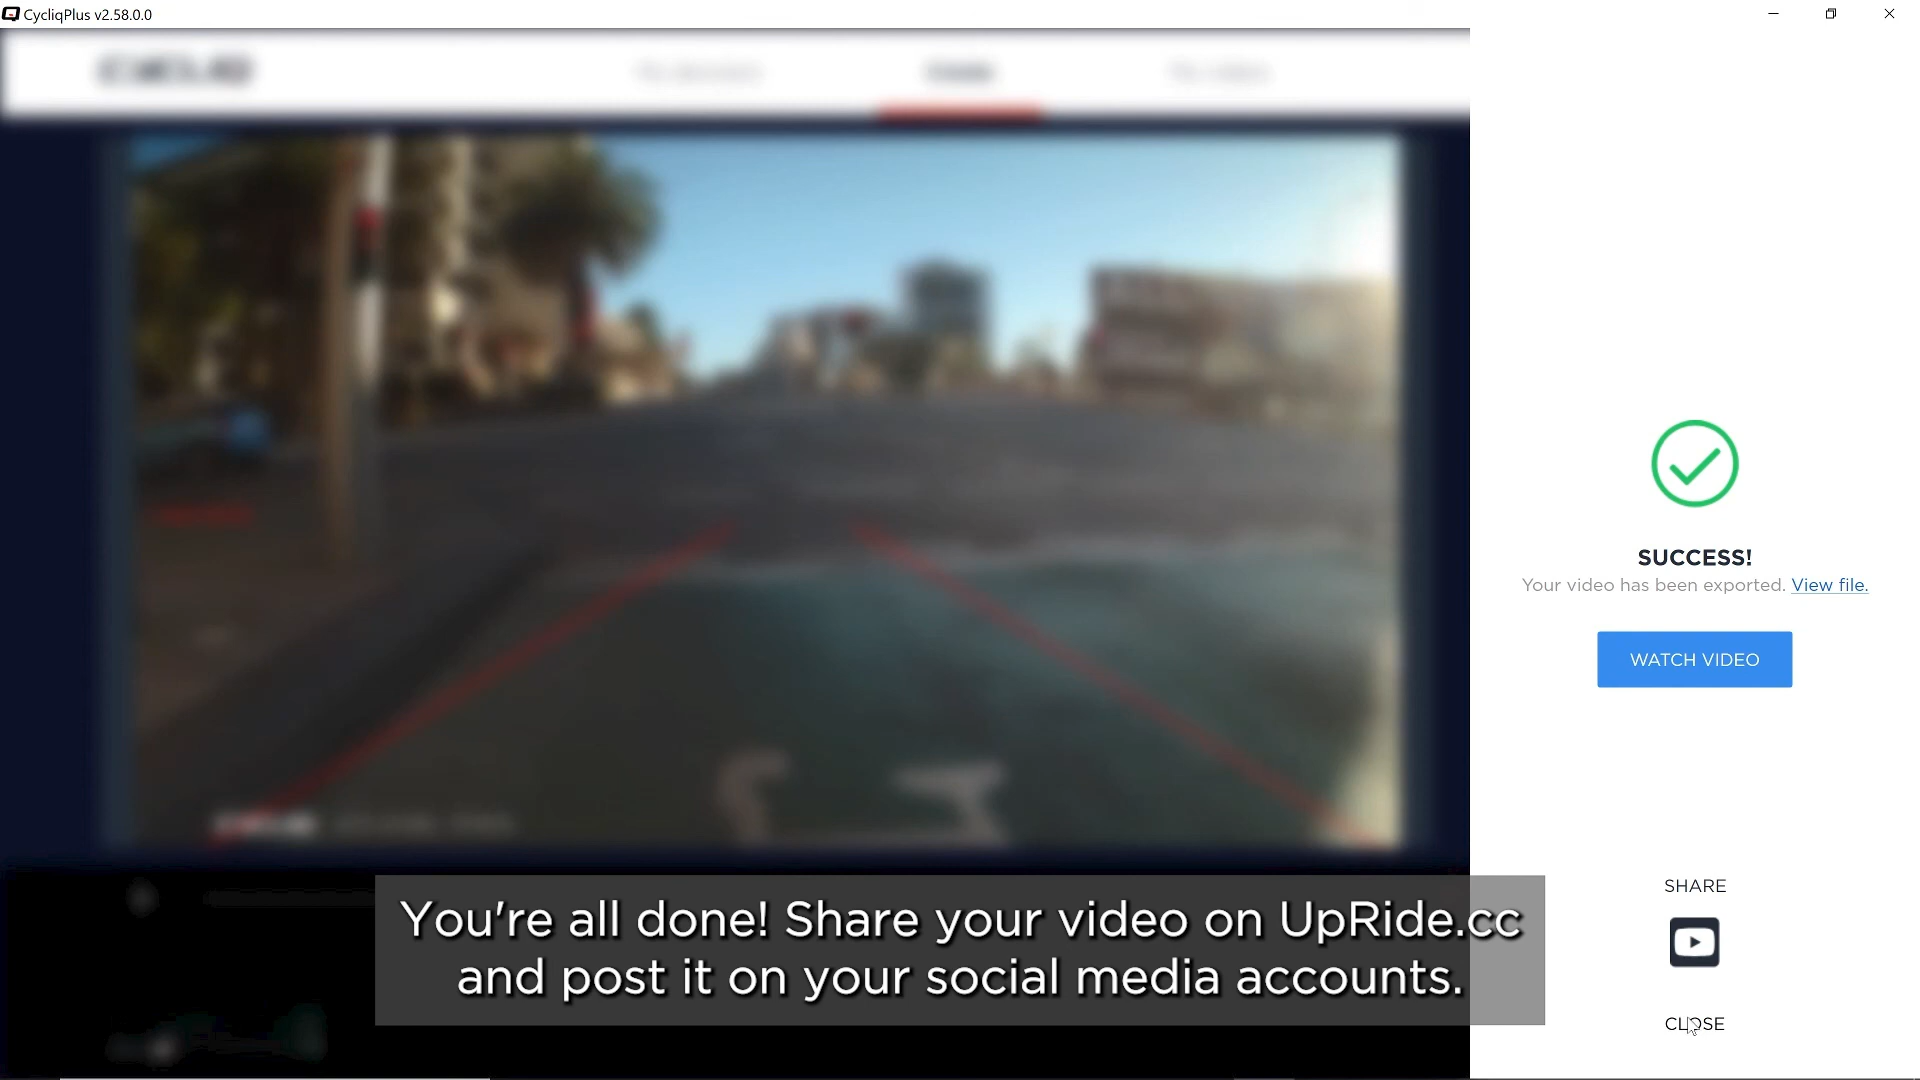 CycliqPlus v2.58.0.0
SUCCESS!
Your video has been exported. View file.
WATCH VIDEO
SHARE
You're all done! Share your video on UpRide.cc
and post it on your social media accounts.
CLOSE